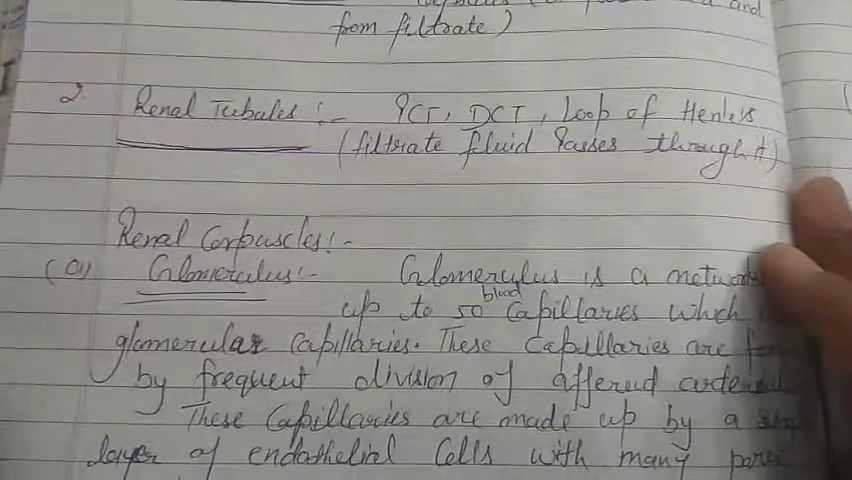 and
from filtrate)
2. Renal Tubules :- PCT, DCT, Loop of Henle's
(filtrate fluid Passes through it)
Renal Corpuscles :-
(a) Glomerulus :- Glomerulus is a network
blood
up to 50 Capillaries which
glomerular capillaries. These Capillaries are
by frequent division of affered
These Capillaries are made up by a
layer of endothelial Cells with many